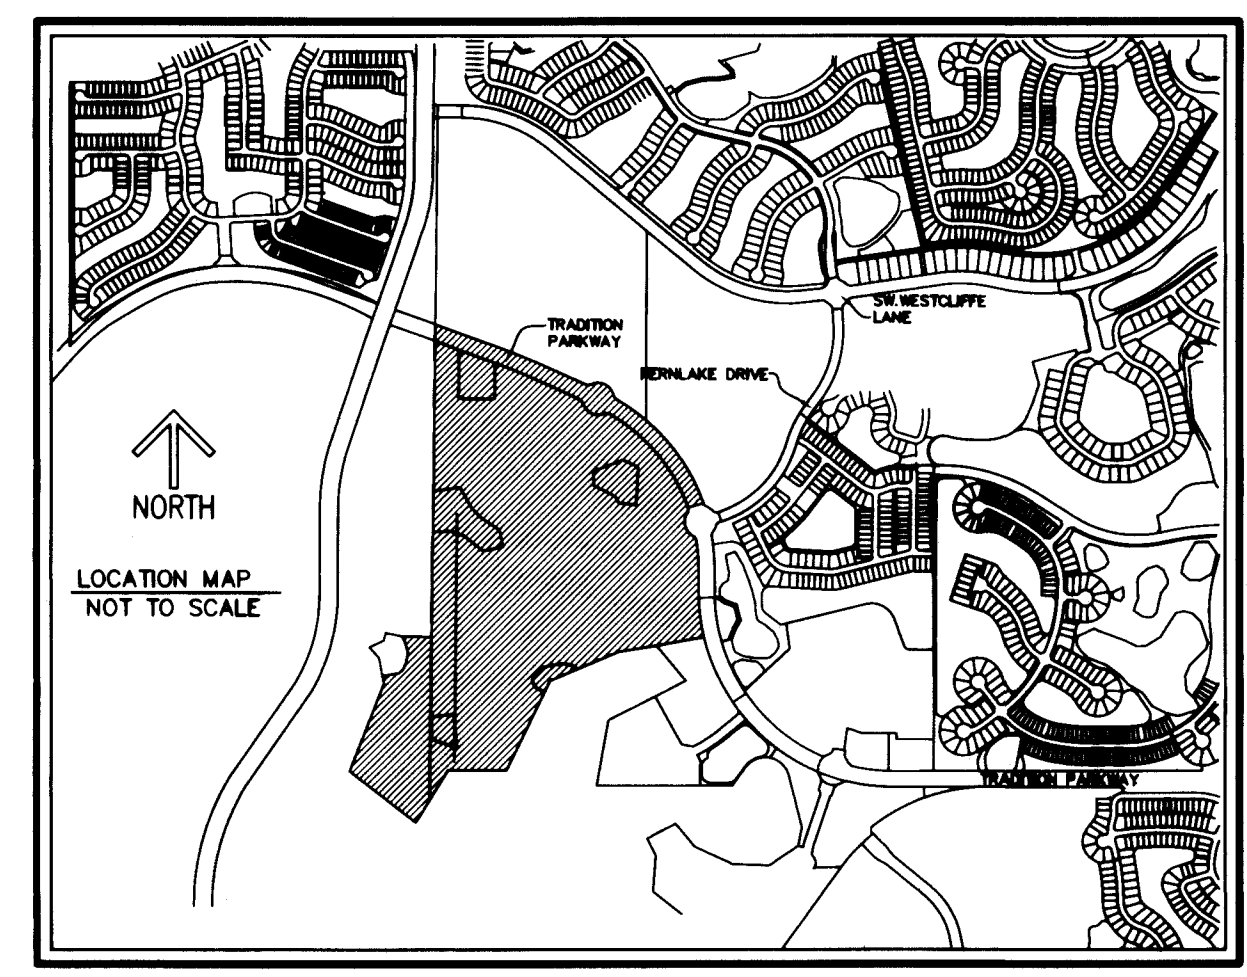 SW. WESTCLIFFE
LANE
TRADITION
PARKWAY
FERNLAKE DRIVE
NORTH
LOCATION MAP
NOT TO SCALE
TRADITION PARKWAY